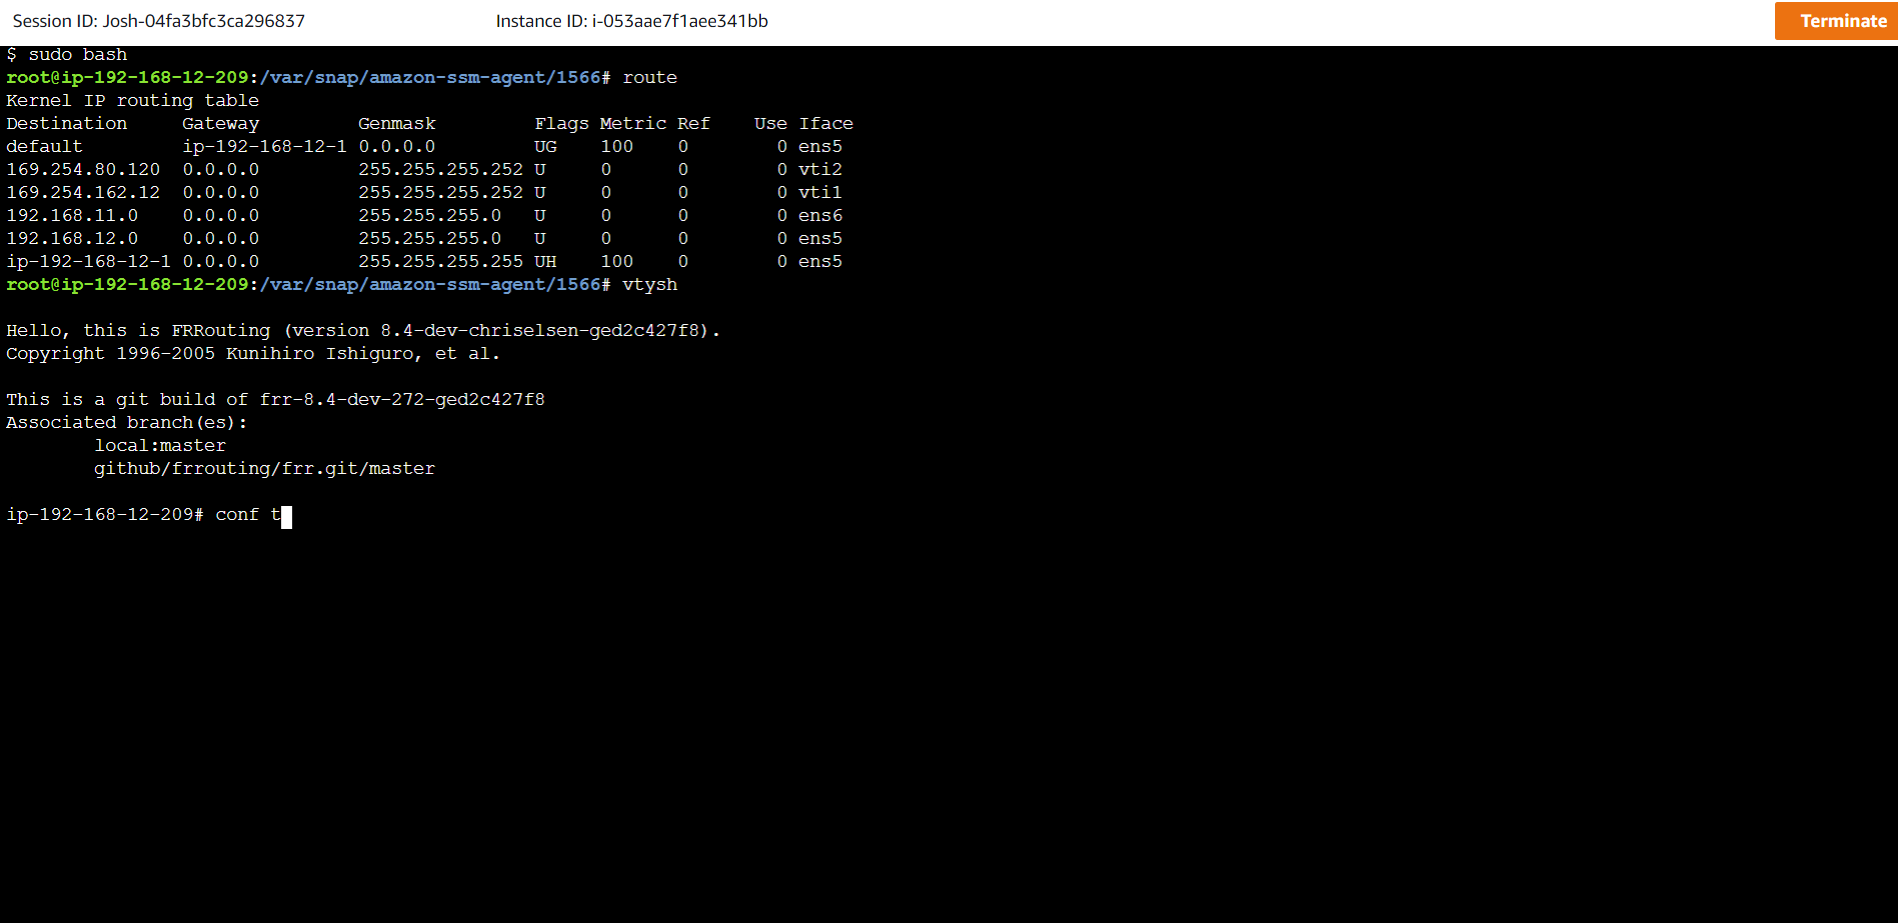 Session ID: Josh-04fa3bfc3ca296837 Instance ID: i-053aae7f1aee341bb Terminate
$ sudo bash
root@ip-192-168-12-209:/var/snap/amazon-ssm-agent/1566# route
Kernel IP routing table
Destination     Gateway         Genmask         Flags Metric Ref    Use Iface
default         ip-192-168-12-1 0.0.0.0         UG    100    0        0 ens5
169.254.80.120  0.0.0.0         255.255.255.252 U     0      0        0 vti2
169.254.162.12  0.0.0.0         255.255.255.252 U     0      0        0 vti1
192.168.11.0    0.0.0.0         255.255.255.0   U     0      0        0 ens6
192.168.12.0    0.0.0.0         255.255.255.0   U     0      0        0 ens5
ip-192-168-12-1 0.0.0.0         255.255.255.255 UH    100    0        0 ens5
root@ip-192-168-12-209:/var/snap/amazon-ssm-agent/1566# vtysh
Hello, this is FRRouting (version 8.4-dev-chriselsen-ged2c427f8).
Copyright 1996-2005 Kunihiro Ishiguro, et al.
This is a git build of frr-8.4-dev-272-ged2c427f8
Associated branch(es):
        local:master
        github/frrouting/frr.git/master
ip-192-168-12-209# conf t